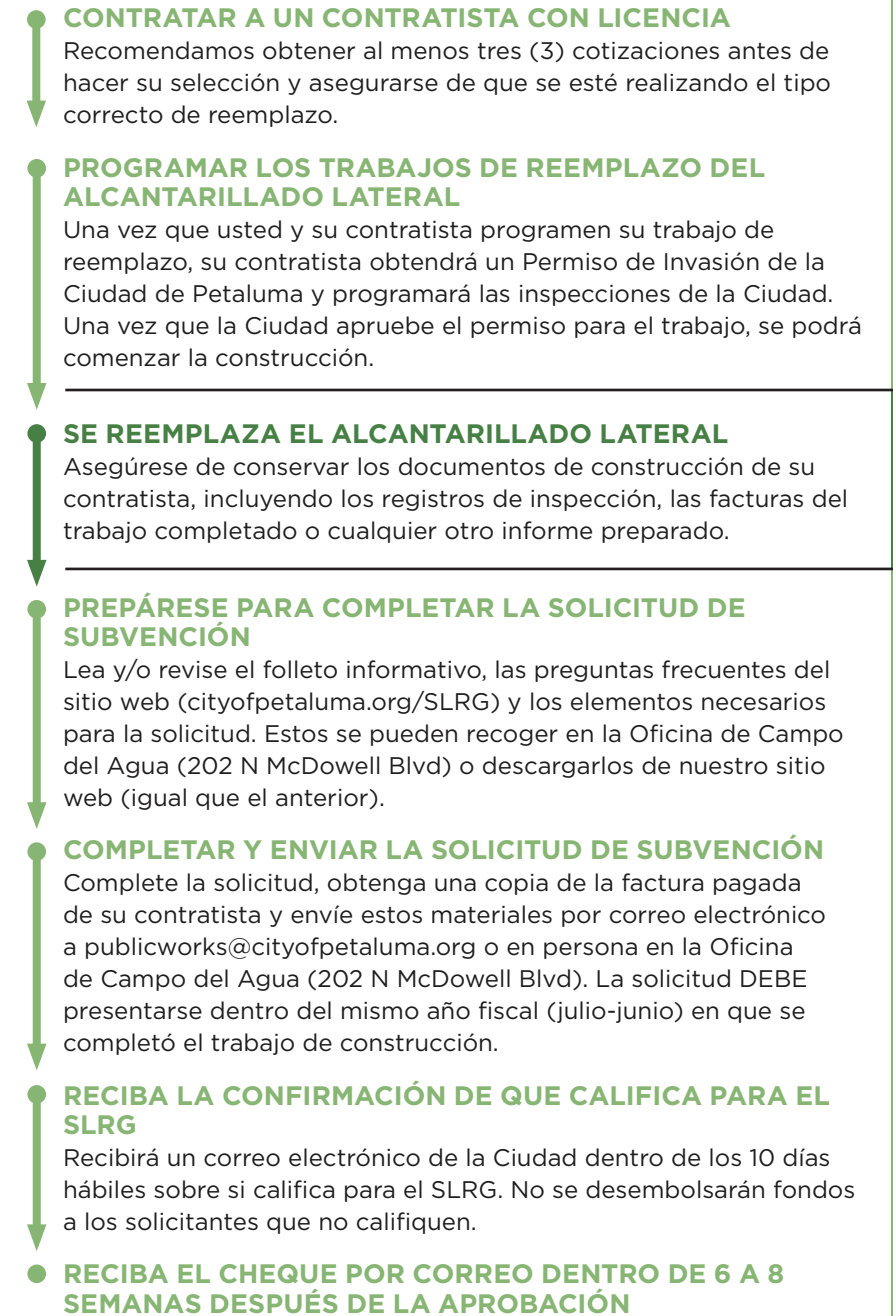 CONTRATAR A UN CONTRATISTA CON LICENCIA
Recomendamos obtener al menos tres (3) cotizaciones antes de
hacer su selección y asegurarse de que se esté realizando el tipo
correcto de reemplazo.
PROGRAMAR LOS TRABAJOS DE REEMPLAZO DEL
ALCANTARILLADO LATERAL
Una vez que usted y su contratista programen su trabajo de
reemplazo, su contratista obtendrá un Permiso de Invasión de la
Ciudad de Petaluma y programará las inspecciones de la Ciudad.
Una vez que la Ciudad apruebe el permiso para el trabajo, se podrá
comenzar la construcción.
SE REEMPLAZA EL ALCANTARILLADO LATERAL
Asegúrese de conservar los documentos de construcción de su
contratista, incluyendo los registros de inspección, las facturas del
trabajo completado o cualquier otro informe preparado.
PREPÁRESE PARA COMPLETAR LA SOLICITUD DE
SUBVENCIÓN
Lea y/o revise el folleto informativo, las preguntas frecuentes del
sitio web (cityofpetaluma.org/SLRG) y los elementos necesarios
para la solicitud. Estos se pueden recoger en la Oficina de Campo
del Agua (202 N McDowell Blvd) o descargarlos de nuestro sitio
web (igual que el anterior).
COMPLETAR Y ENVIAR LA SOLICITUD DE SUBVENCIÓN
Complete la solicitud, obtenga una copia de la factura pagada
de su contratista y envíe estos materiales por correo electrónico
a publicworks@cityofpetaluma.org o en persona en la Oficina
de Campo del Agua (202 N McDowell Blvd). La solicitud DEBE
presentarse dentro del mismo año fiscal (julio-junio) en que se
completó el trabajo de construcción.
RECIBA LA CONFIRMACIÓN DE QUE CALIFICA PARA EL
SLRG
Recibirá un correo electrónico de la Ciudad dentro de los 10 días
hábiles sobre si califica para el SLRG. No se desembolsarán fondos
a los solicitantes que no califiquen.
RECIBA EL CHEQUE POR CORREO DENTRO DE 6 A 8
SEMANAS DESPUÉS DE LA APROBACIÓN